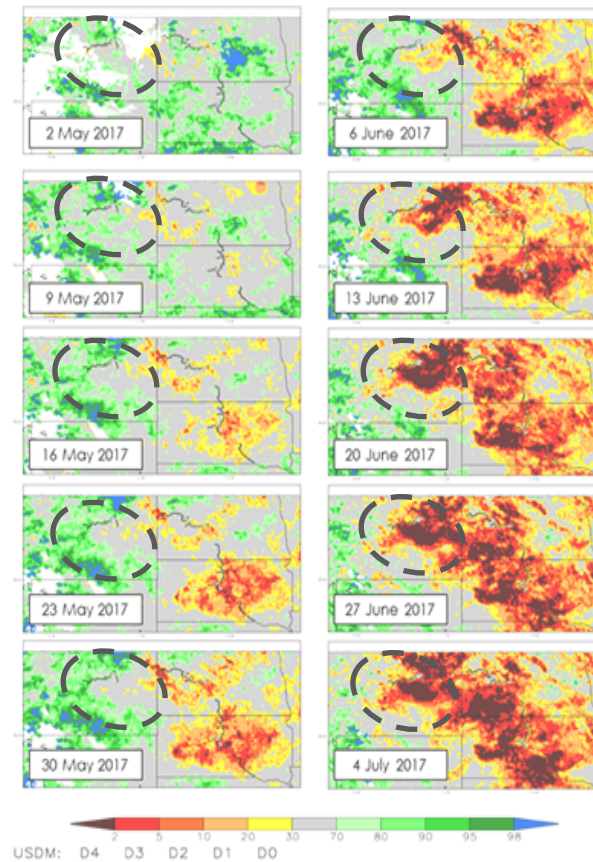 2 May 2017
6 June 2017
9 May 2017
13 June 2017
16 May 2017
20 June 2017
23 May 2017
27 June 2017
30 May 2017
4 July 2017
2 5 10 20 30 70 80 90 95 98
USDM: D4 D3 D2 D1 D0